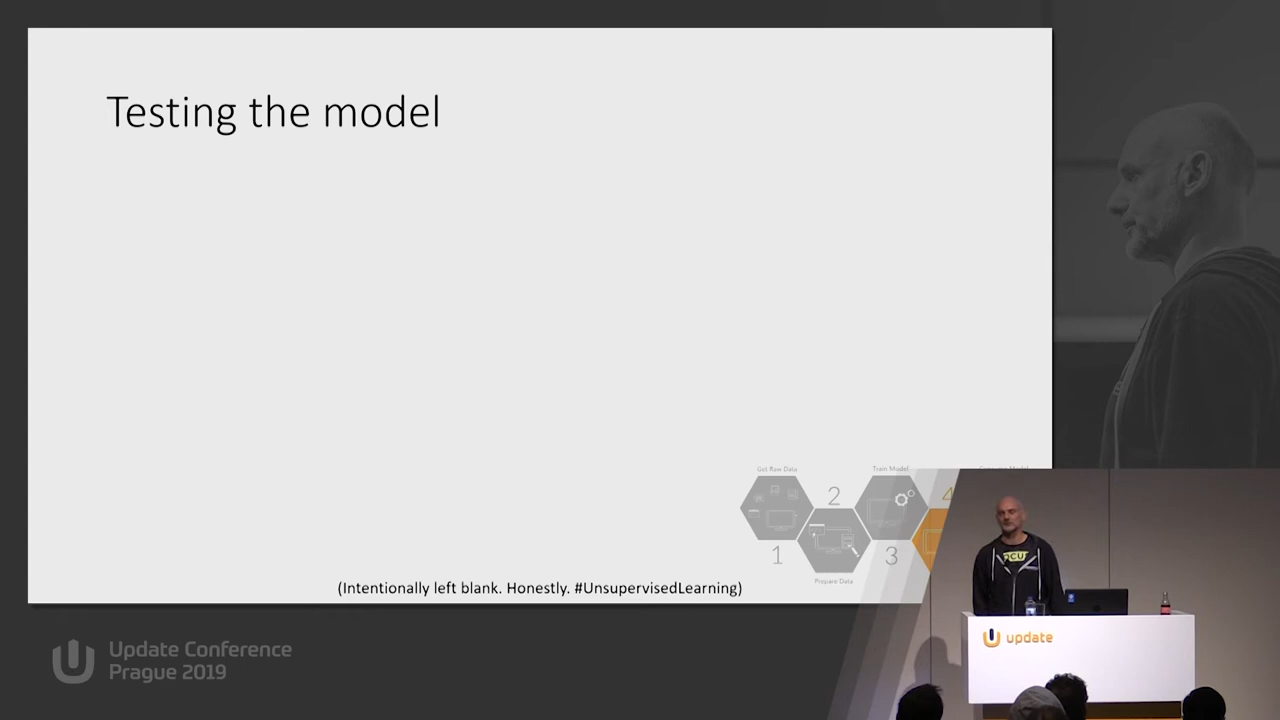 Testing the model
Get Raw Data
Train Model
2
4
1
3
Prepare Data
(Intentionally left blank. Honestly. #UnsupervisedLearning)
update
Update Conference
Prague 2019